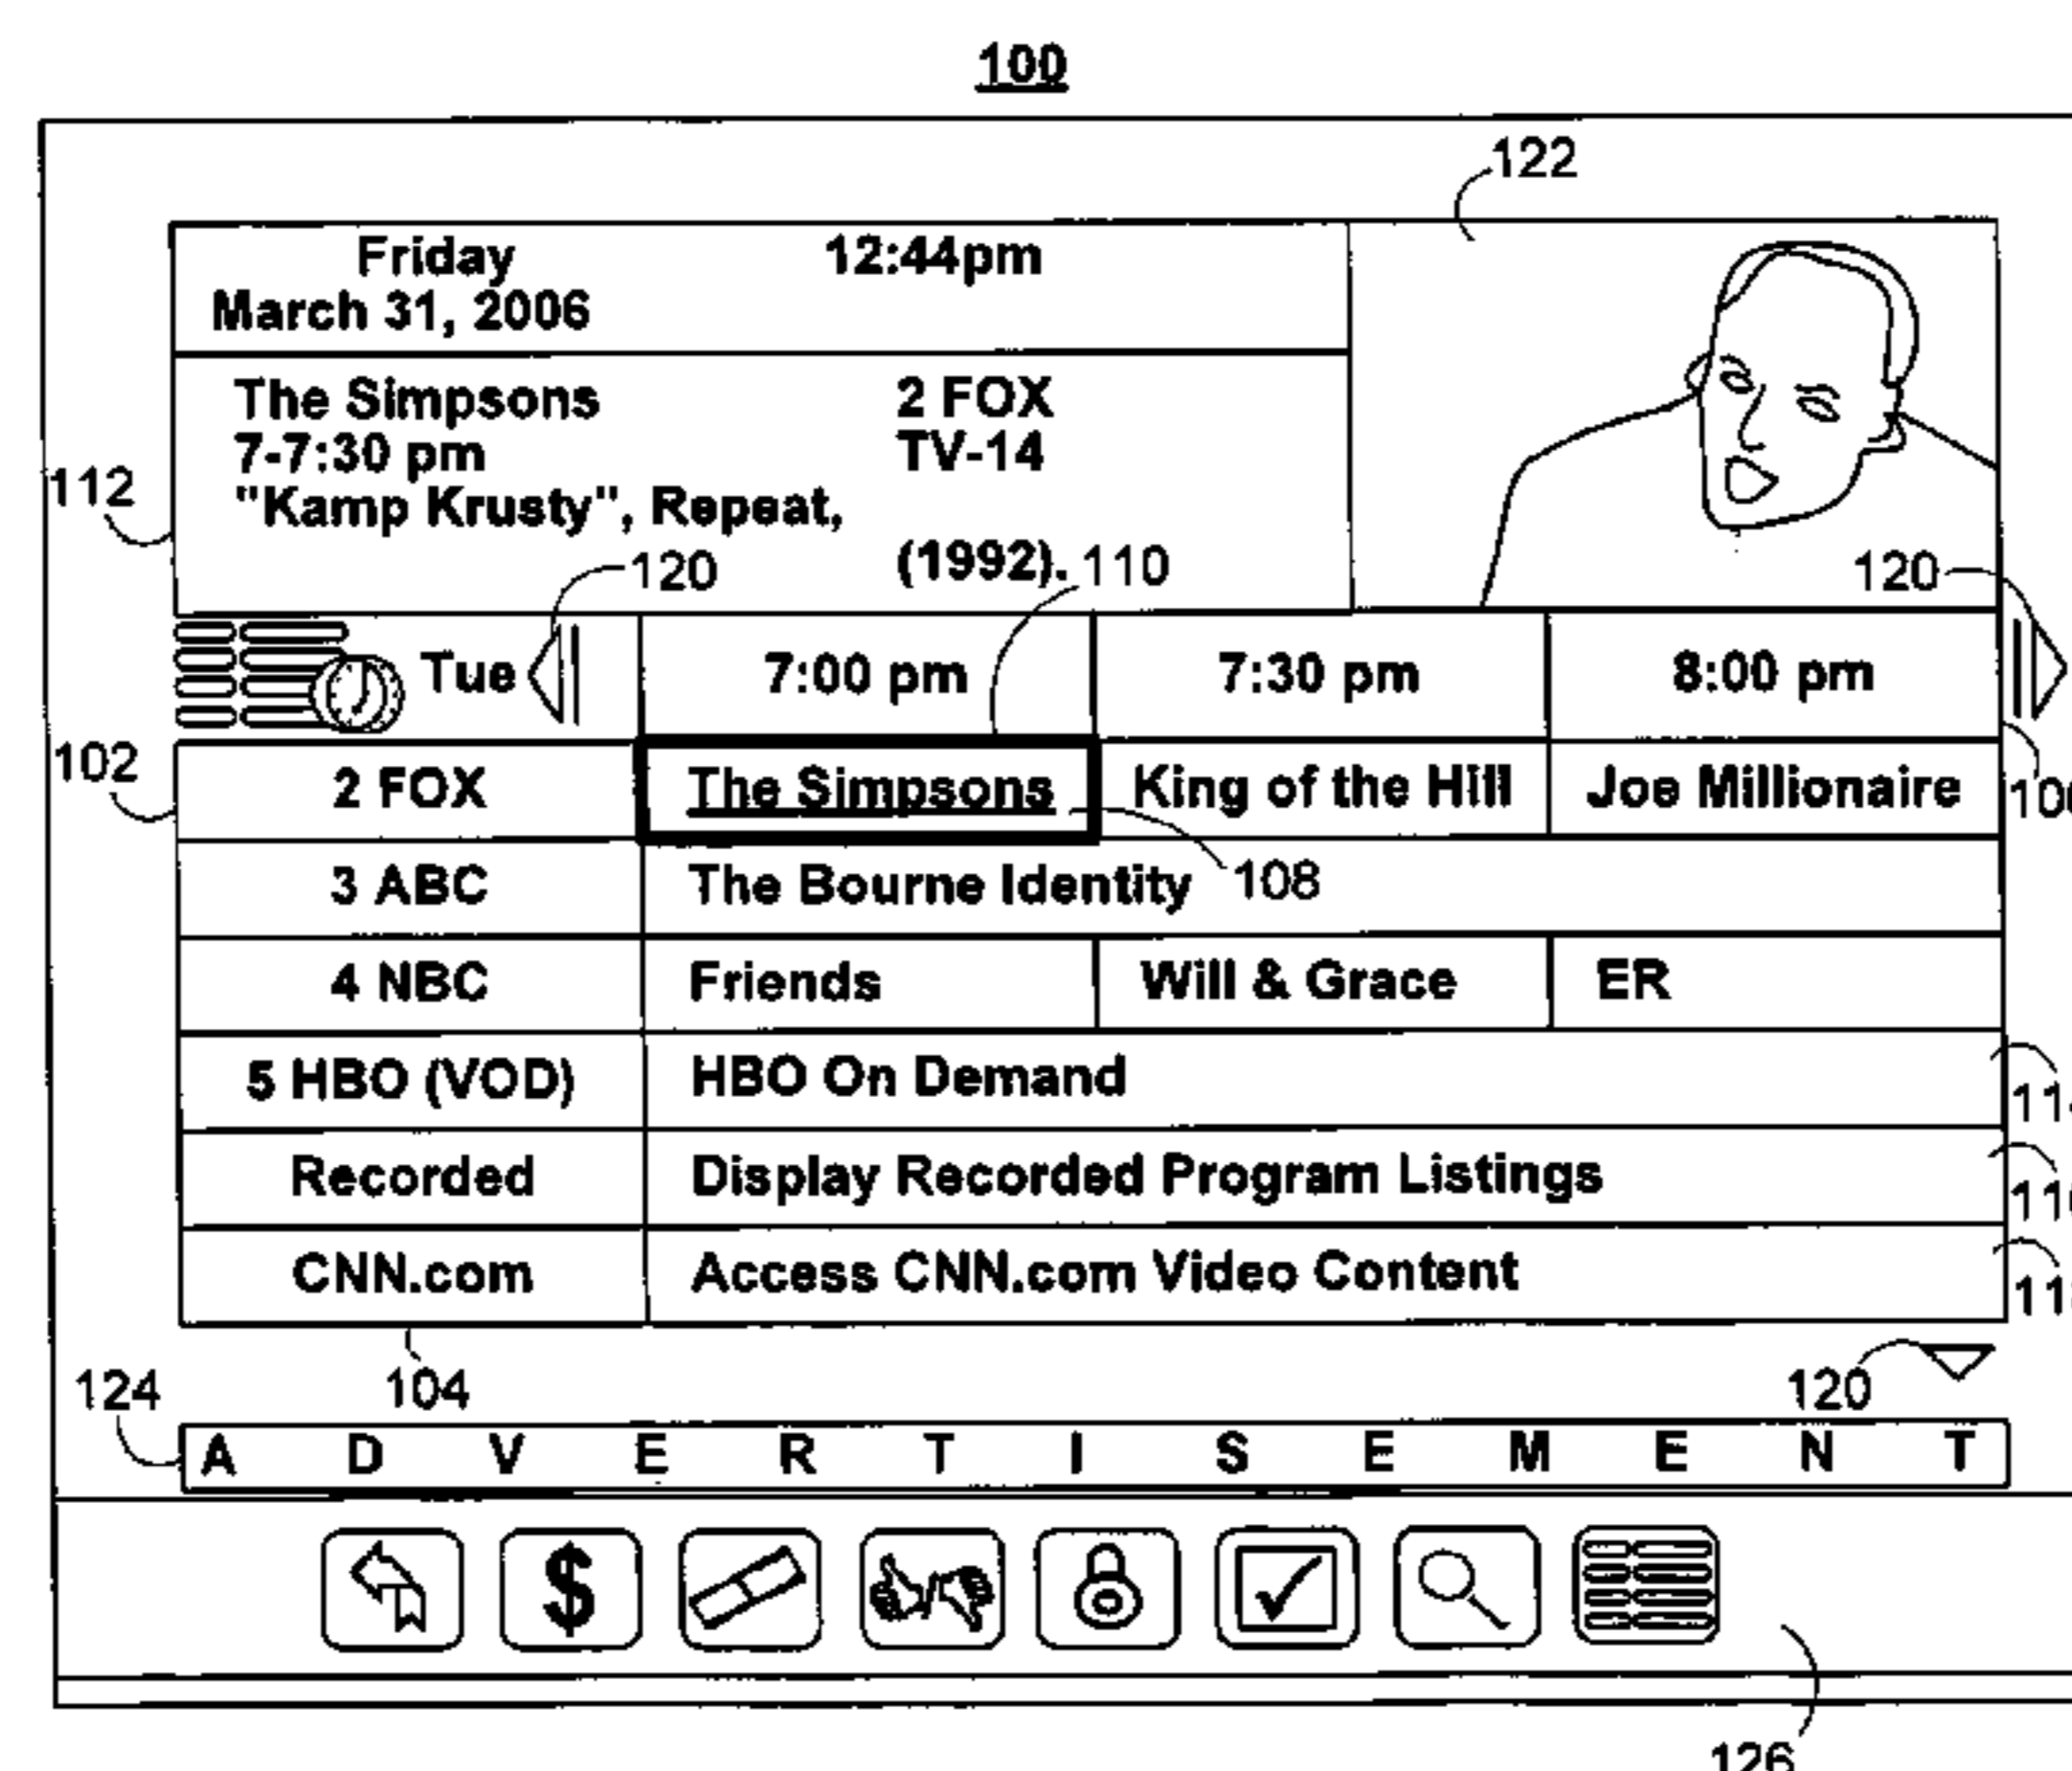 100
122
Friday 12:44pm
March 31, 2006
The Simpsons 2 FOX
7-7:30 pm TV-14
112
"Kamp Krusty", Repeat,
(1992). 110
120 120
Tue 7:00 pm 7:30 pm 8:00 pm
102
2 FOX The Simpsons King of the Hill Joe Millionaire
3 ABC The Bourne Identity 108
4 NBC Friends Will & Grace ER
5 HBO (VOD) HBO On Demand
Recorded Display Recorded Program Listings
CNN.com Access CNN.com Video Content
124 104 120
A D V E R T I S E M E N T
$
126